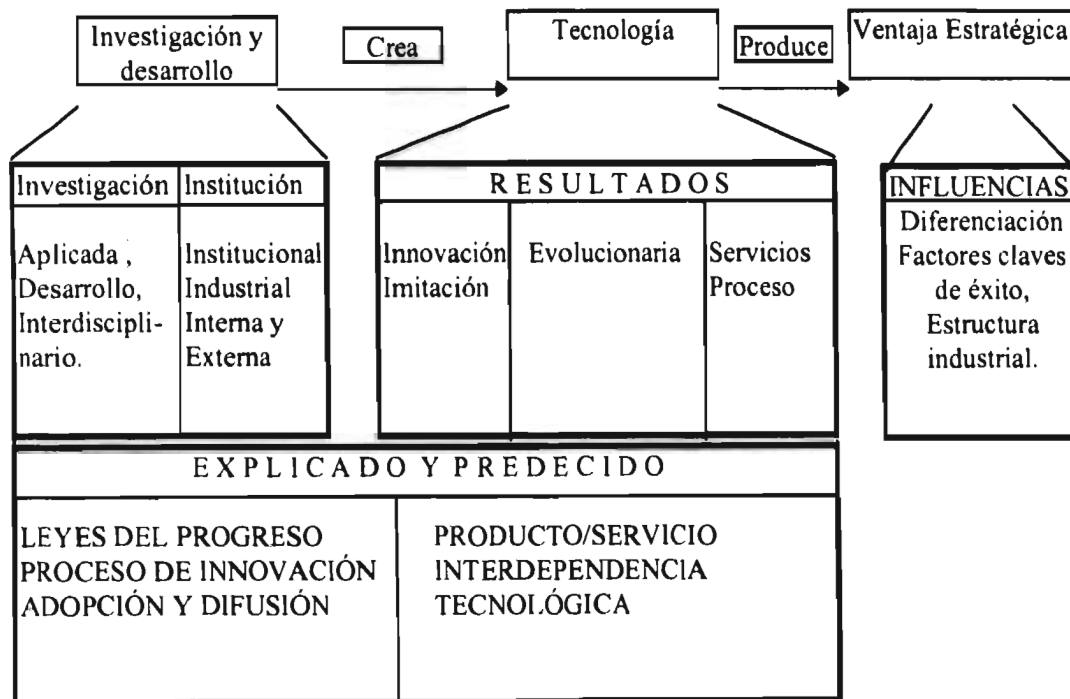 Investigación y
desarrollo
Crea
Tecnología
Produce
Ventaja Estratégica
Investigación
Institución
Aplicada ,
Desarrollo,
Interdiscipli-
nario.
Institucional
Industrial
Interna y
Externa
RESULTADOS
Innovación
Imitación
Evolucionaria
Servicios
Proceso
INFLUENCIAS
Diferenciación
Factores claves
de éxito,
Estructura
industrial.
EXPLICADO Y PREDECIDO
LEYES DEL PROGRESO
PROCESO DE INNOVACIÓN
ADOPCIÓN Y DIFUSIÓN
PRODUCTO/SERVICIO
INTERDEPENDENCIA
TECNOLÓGICA